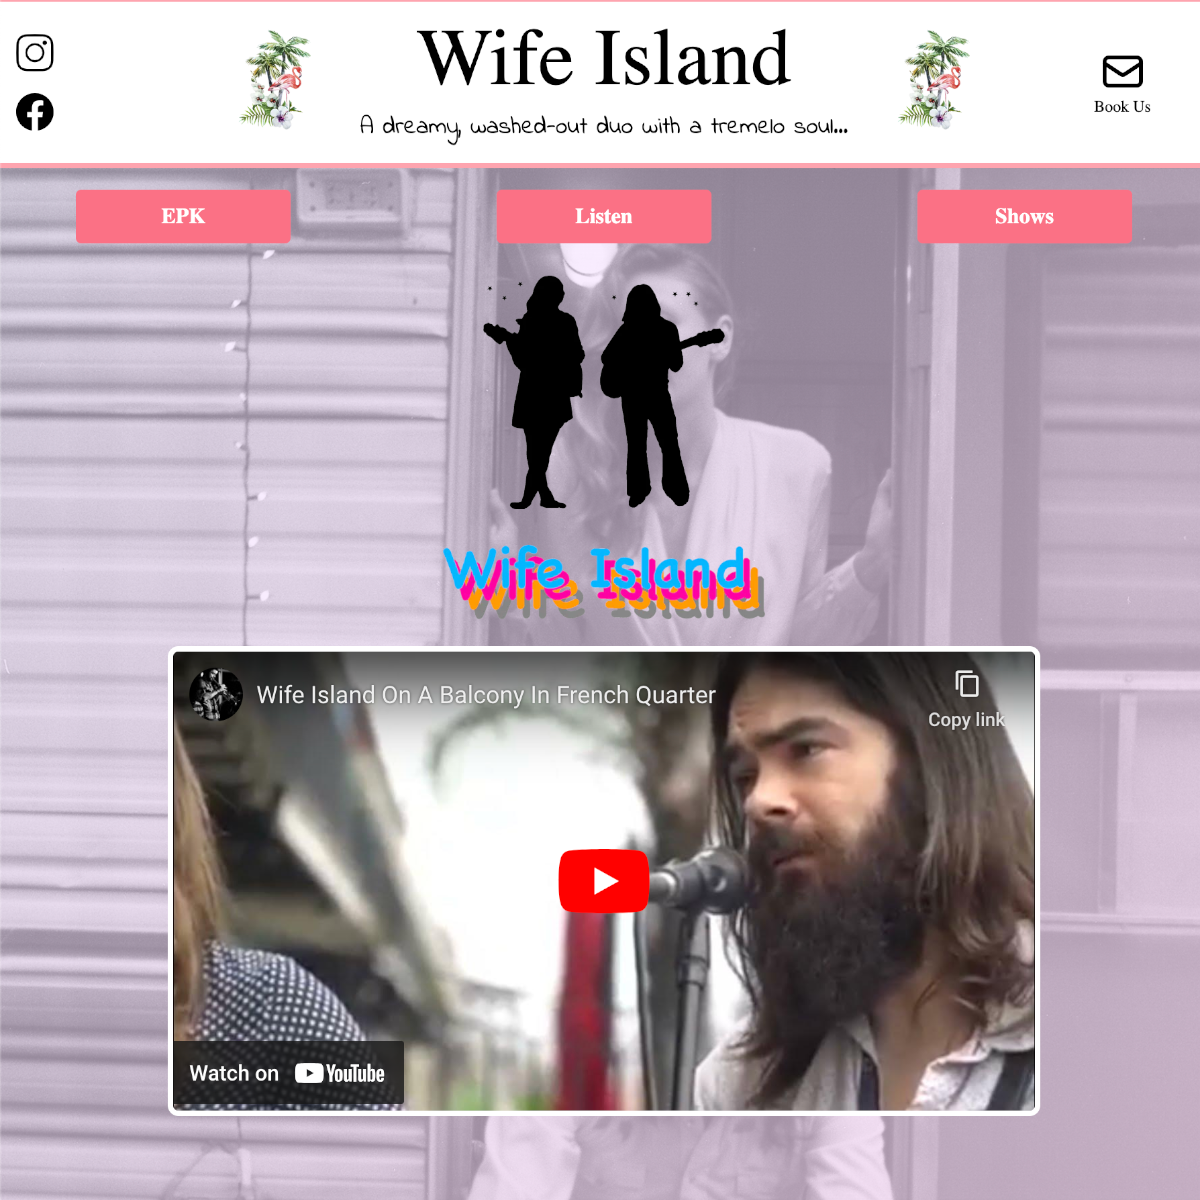 Wife Island
A dreamy, washed-out duo with a tremelo soul...
Book Us
EPK
Listen
Shows
Wife Island
Wife Island On A Balcony In French Quarter
Copy link
Watch on YouTube